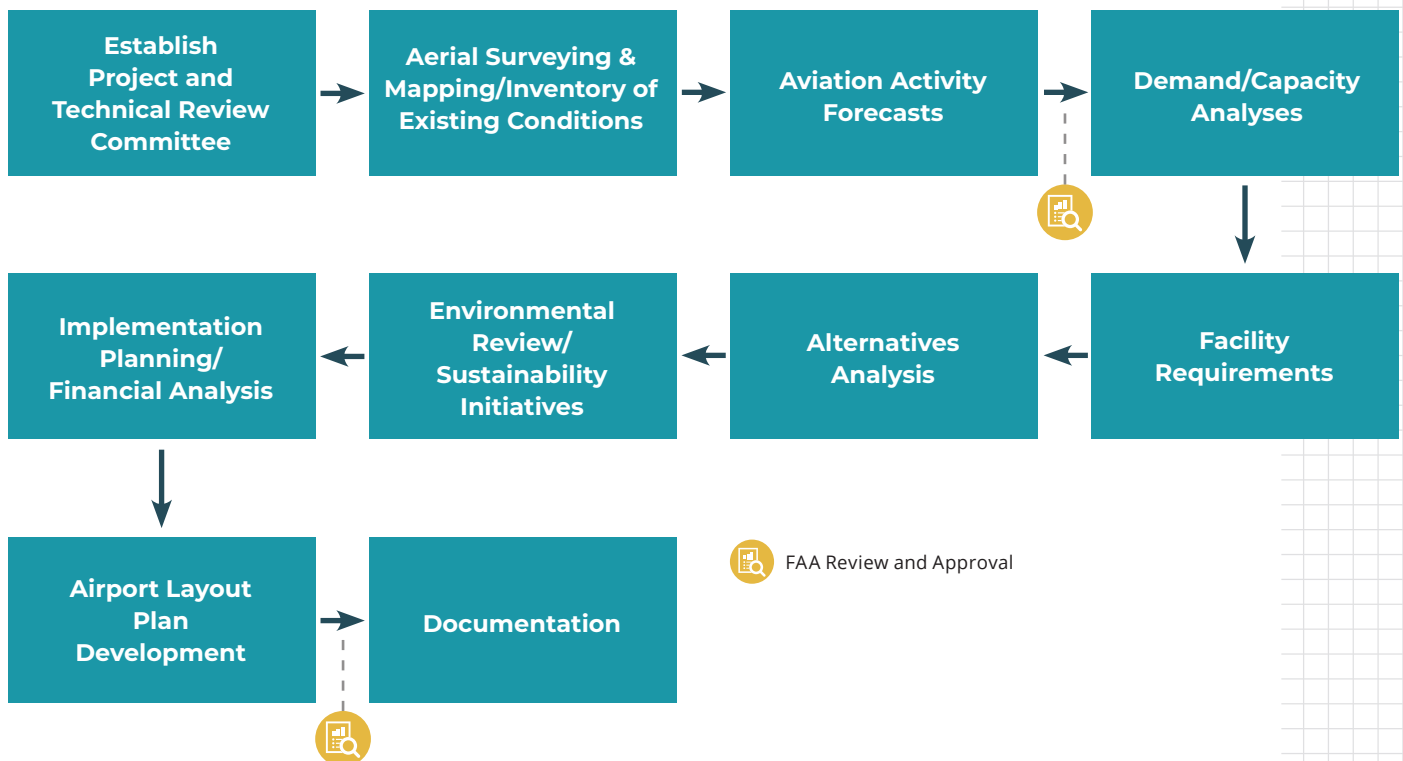 Establish
Project and
Technical Review
Committee
Aerial Surveying &
Mapping/Inventory of
Existing Conditions
Aviation Activity
Forecasts
Demand/Capacity
Analyses
Facility
Requirements
Alternatives
Analysis
Environmental
Review/
Sustainability
Initiatives
Implementation
Planning/
Financial Analysis
Airport Layout
Plan
Development
Documentation
FAA Review and Approval